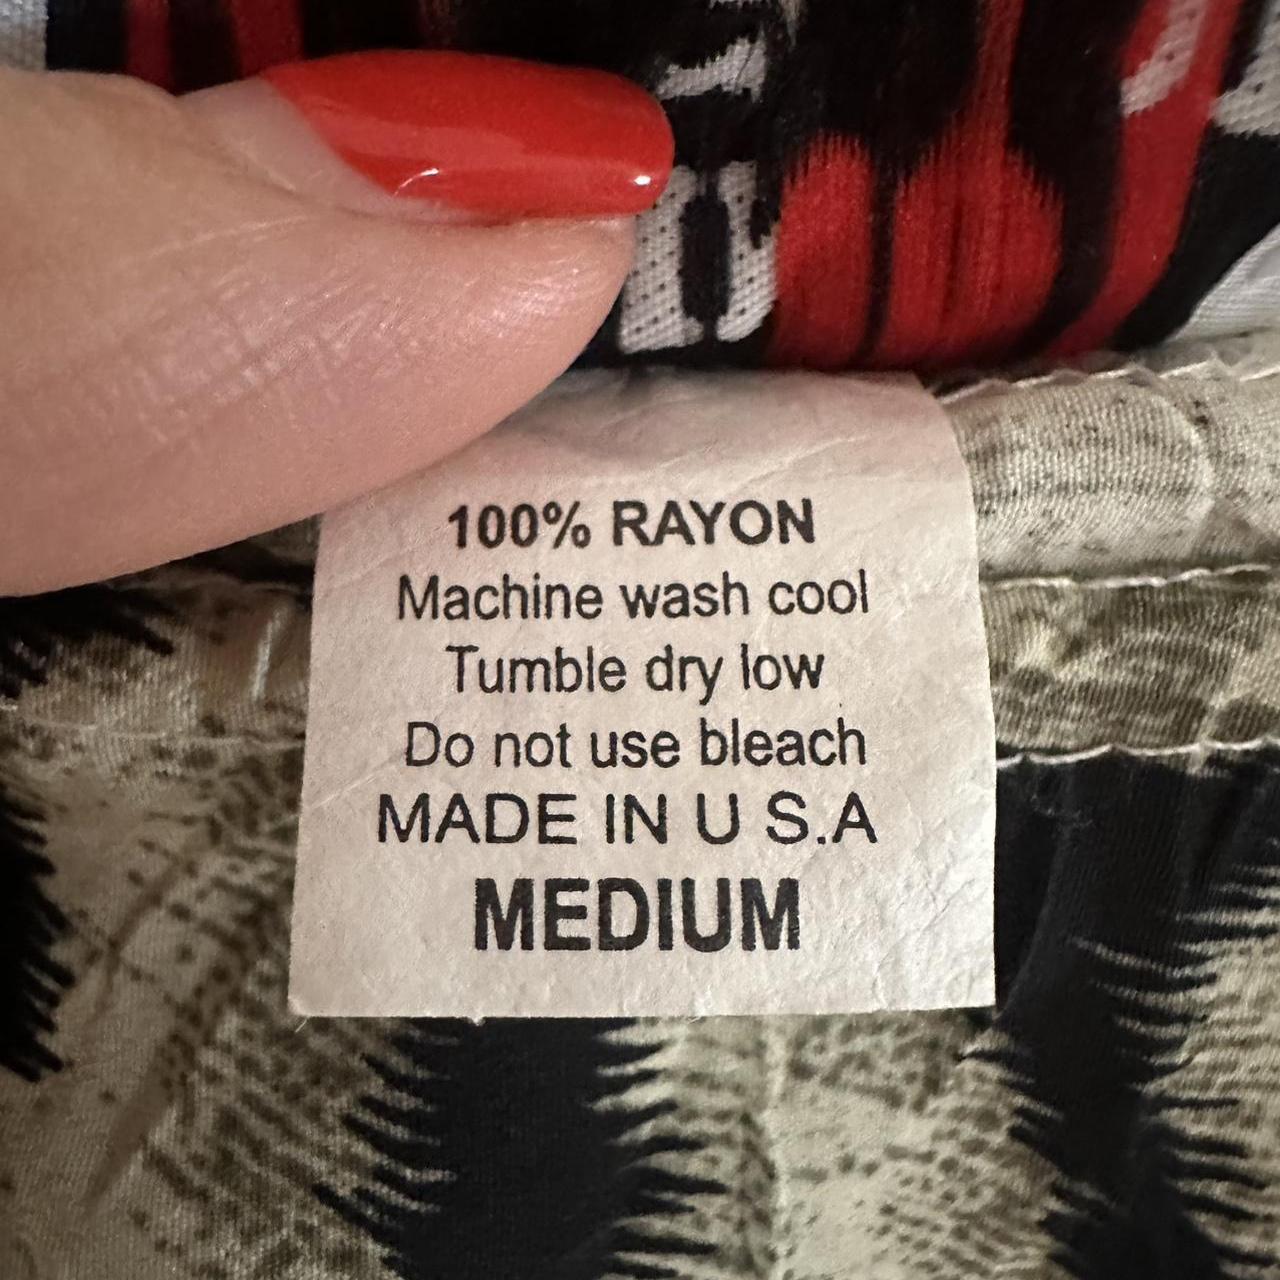 100% RAYON
Machine wash cool
Tumble dry low
Do not use bleach
MADE IN U S.A
MEDIUM